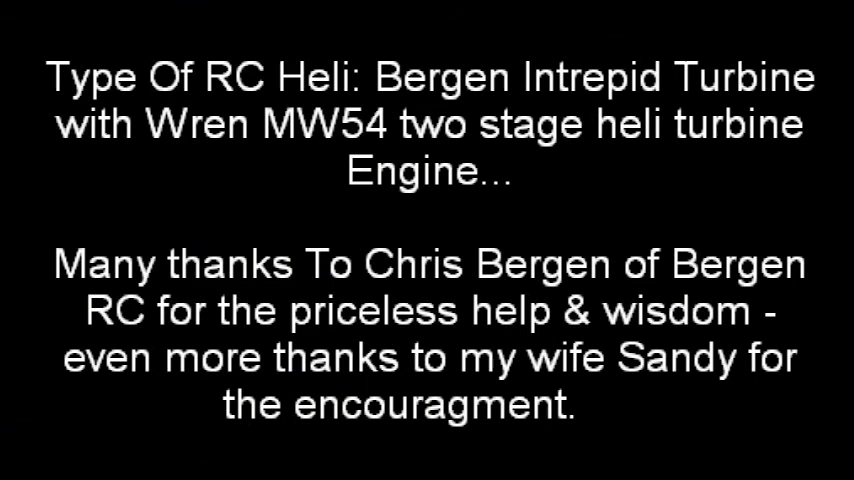 Type Of RC Heli: Bergen Intrepid Turbine
with Wren MW54 two stage heli turbine
Engine...
Many thanks To Chris Bergen of Bergen
RC for the priceless help & wisdom -
even more thanks to my wife Sandy for
the encouragment.